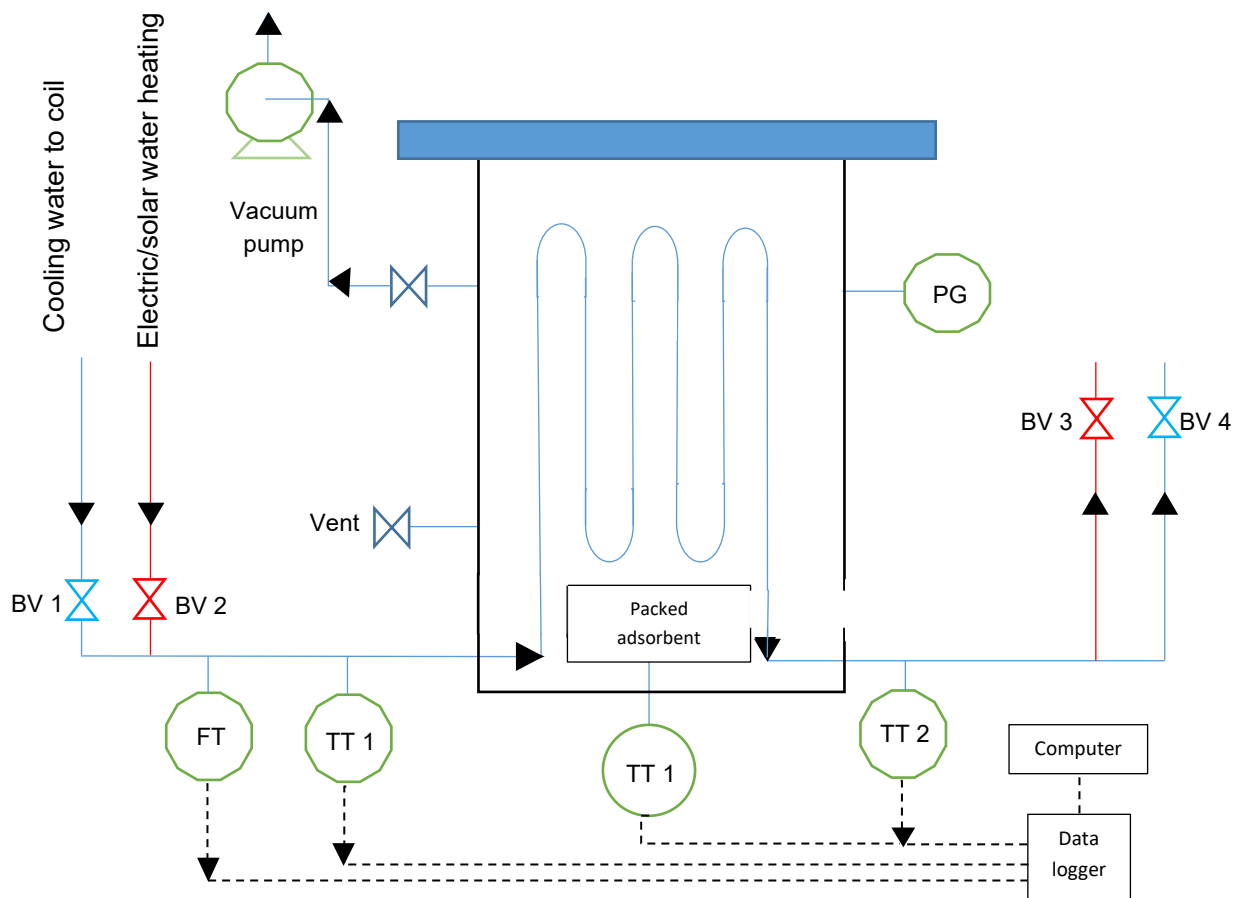 Cooling water to coil
Electric/solar water heating
Vacuum
pump
PG
BV 3
BV 4
Vent
BV 1
BV 2
Packed
adsorbent
FT
TT 1
TT 1
TT 2
Computer
Data
logger